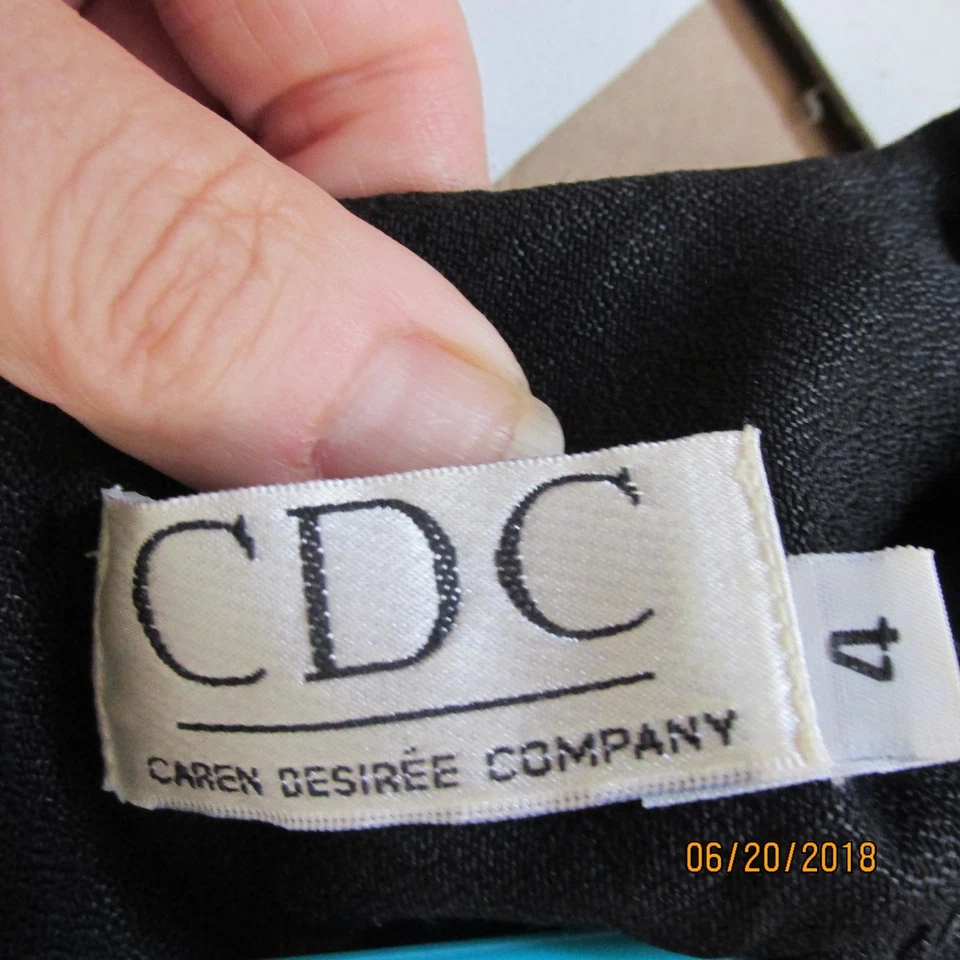 CDC
CAREN DESIRÉE COMPANY
4
06/20/2018